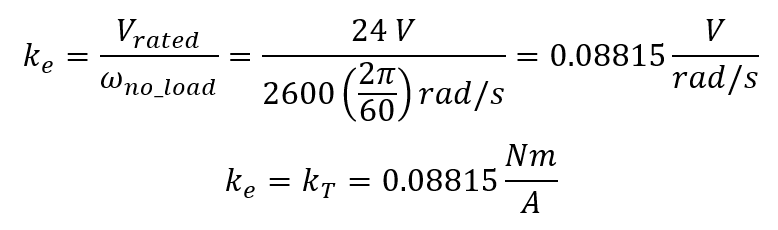 k_e = V_rated / ω_no_load = 24 V / 2600 (2π/60) rad/s = 0.08815 V / rad/s
k_e = k_T = 0.08815 Nm / A